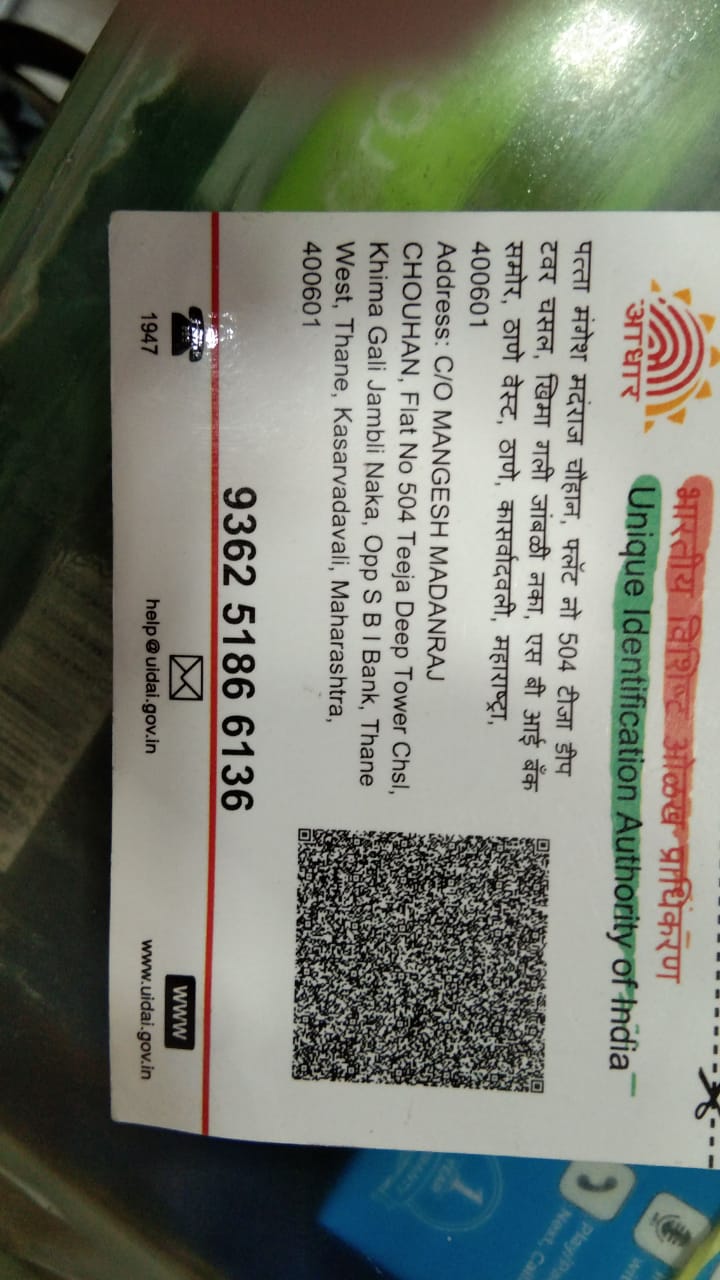 भारतीय विशिष्ट ओळख प्राधिकरण
Unique Identification Authority of India
आधार
पत्ता मंगेश मदंराज चौहान, फ्लॅट नो 504 टीजा डीप
टवर चसल, खिमा गली जांबळी नका, एस बी आई बँक
समोर, ठाणे वेस्ट, ठाणे, कासर्वादवली, महाराष्ट्रा,
400601
Address: C/O MANGESH MADANRAJ
CHOUHAN, Flat No 504 Teeja Deep Tower Chsl,
Khima Gali Jambli Naka, Opp S B I Bank, Thane
West, Thane, Kasarvadavali, Maharashtra,
400601
9362 5186 6136
1947
help@uidai.gov.in
www
www.uidai.gov.in